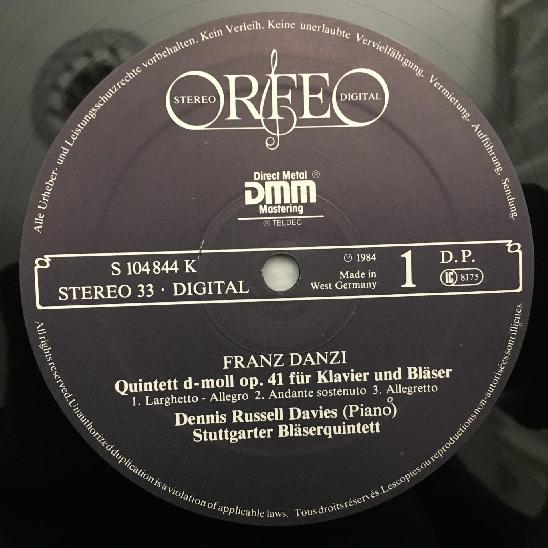 Alle Urheber- und Leistungsschutzrechte vorbehalten. Kein Verleih. Keine unerlaubte Vervielfältigung, Vermietung, Aufführung, Sendung.
ORFEO
STEREO DIGITAL
Direct Metal ®
DMM
Mastering
℗ TELDEC
S 104844 K
STEREO 33 · DIGITAL
℗ 1984
Made in
West Germany
1
D.P.
LC 8175
FRANZ DANZI
Quintett d-moll op. 41 für Klavier und Bläser
1. Larghetto - Allegro 2. Andante sostenuto 3. Allegretto
Dennis Russell Davies (Piano)
Stuttgarter Bläserquintett
All rights reserved. Unauthorized duplication is a violation of applicable laws. Tous droits réservés. Les copies ou reproductions non-autorisées sont illicites.